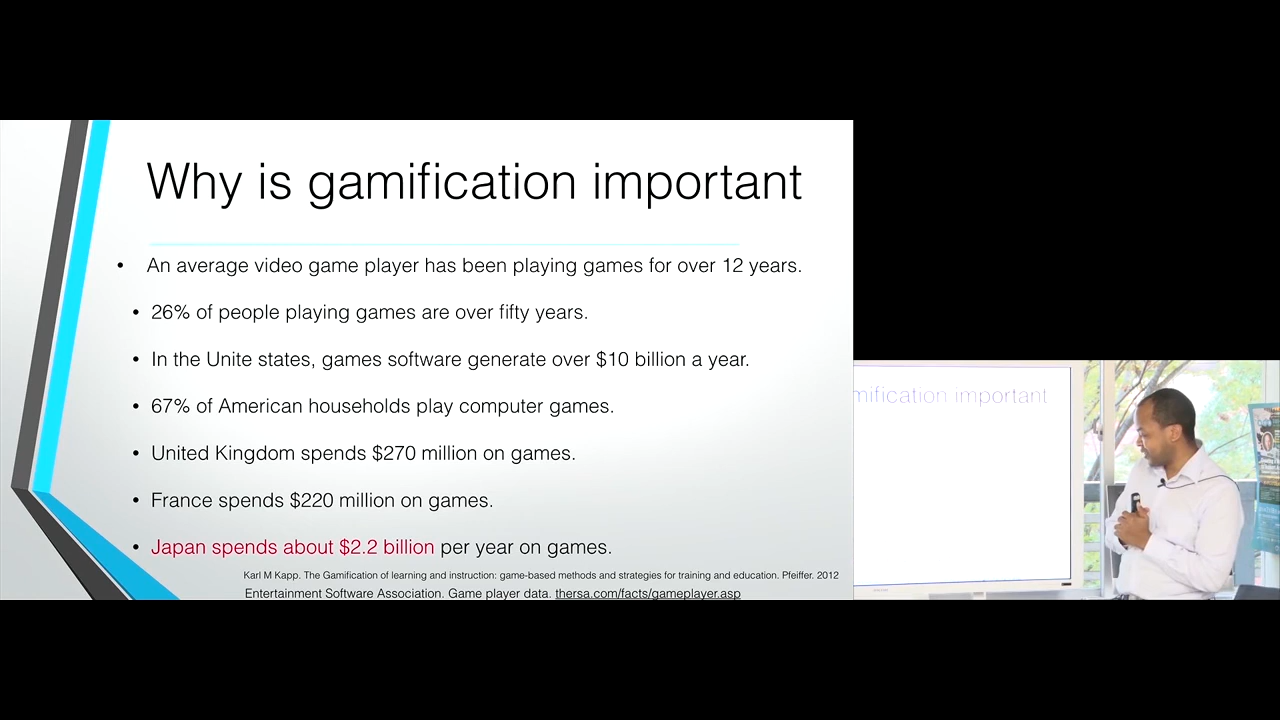 Why is gamification important
• An average video game player has been playing games for over 12 years.
• 26% of people playing games are over fifty years.
• In the Unite states, games software generate over $10 billion a year.
• 67% of American households play computer games.
• United Kingdom spends $270 million on games.
• France spends $220 million on games.
• Japan spends about $2.2 billion per year on games.
Karl M Kapp. The Gamification of learning and instruction: game-based methods and strategies for training and education. Pfeiffer. 2012
Entertainment Software Association. Game player data. thersa.com/facts/gameplayer.asp
mification important